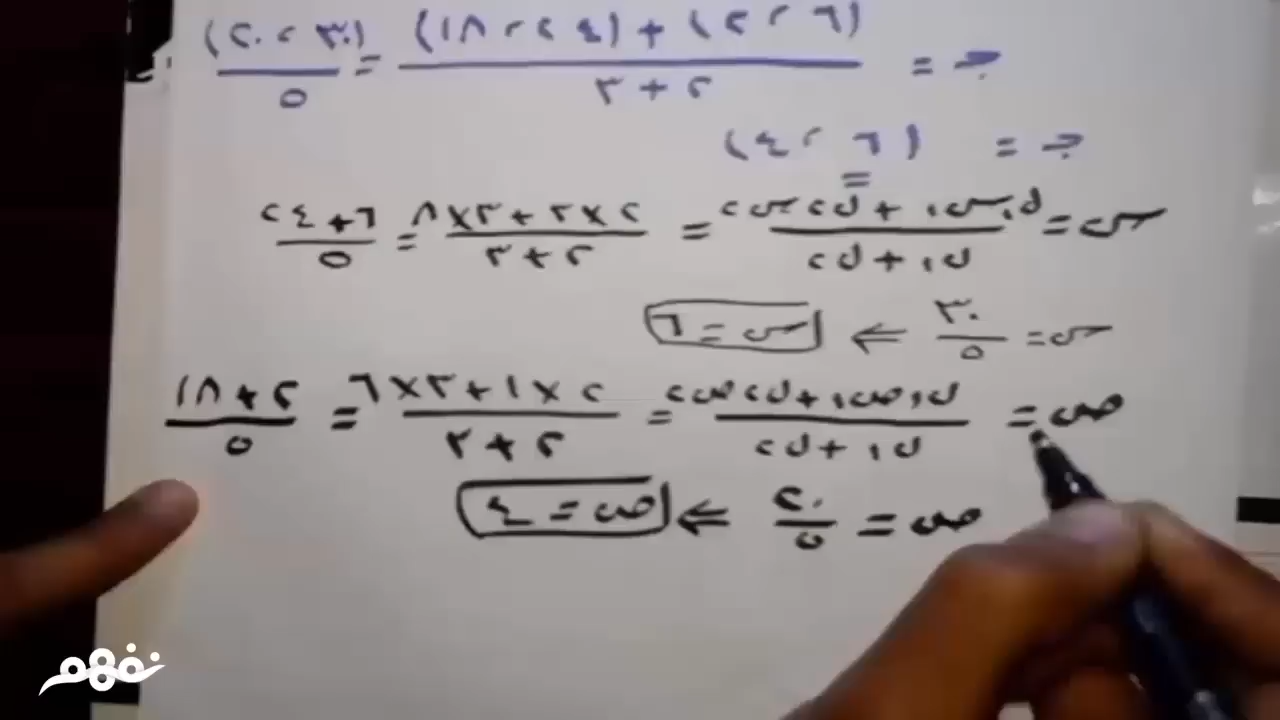 (٦ ، ٢) + (٢٤ ، ١٨) (٣٠ ، ٢٠)
جـ = = 
٢ + ٣ ٥
جـ = (٦ ، ٤)
س = ل١ س١ + ل٢ س٢ = ٢ × ٣ + ٣ × ٨ = ٦ + ٢٤
ل١ + ل٢ ٢ + ٣ ٥
س = ٣٠ ⇐ س = ٦
٥
ص = ل١ ص١ + ل٢ ص٢ = ٢ × ١ + ٣ × ٦ = ٢ + ١٨
ل١ + ل٢ ٢ + ٣ ٥
ص = ٢٠ ⇐ ص = ٤
٥
نفهم